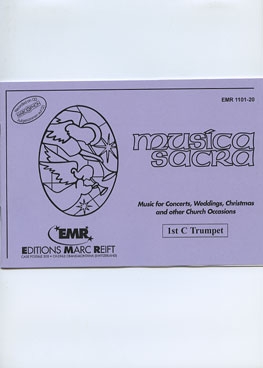 EMR 1101-20
musica
sacra
Music for Concerts, Weddings, Christmas
and other Church Occasions
1st C Trumpet
EMR
EDITIONS MARC REIFT